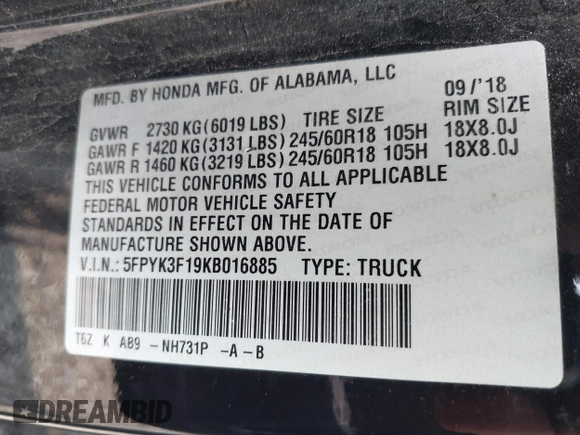 MFD. BY HONDA MFG. OF ALABAMA, LLC 09/'18
GVWR 2730 KG(6019 LBS) TIRE SIZE RIM SIZE
GAWR F 1420 KG(3131 LBS)245/60R18 105H 18X8.0J
GAWR R 1460 KG(3219 LBS)245/60R18 105H 18X8.0J
THIS VEHICLE CONFORMS TO ALL APPLICABLE
FEDERAL MOTOR VEHICLE SAFETY
STANDARDS IN EFFECT ON THE DATE OF
MANUFACTURE SHOWN ABOVE.
V.I.N.: 5FPYK3F19KB016885 TYPE: TRUCK
T6Z K AB9 -NH731P -A-B
DREAMBID